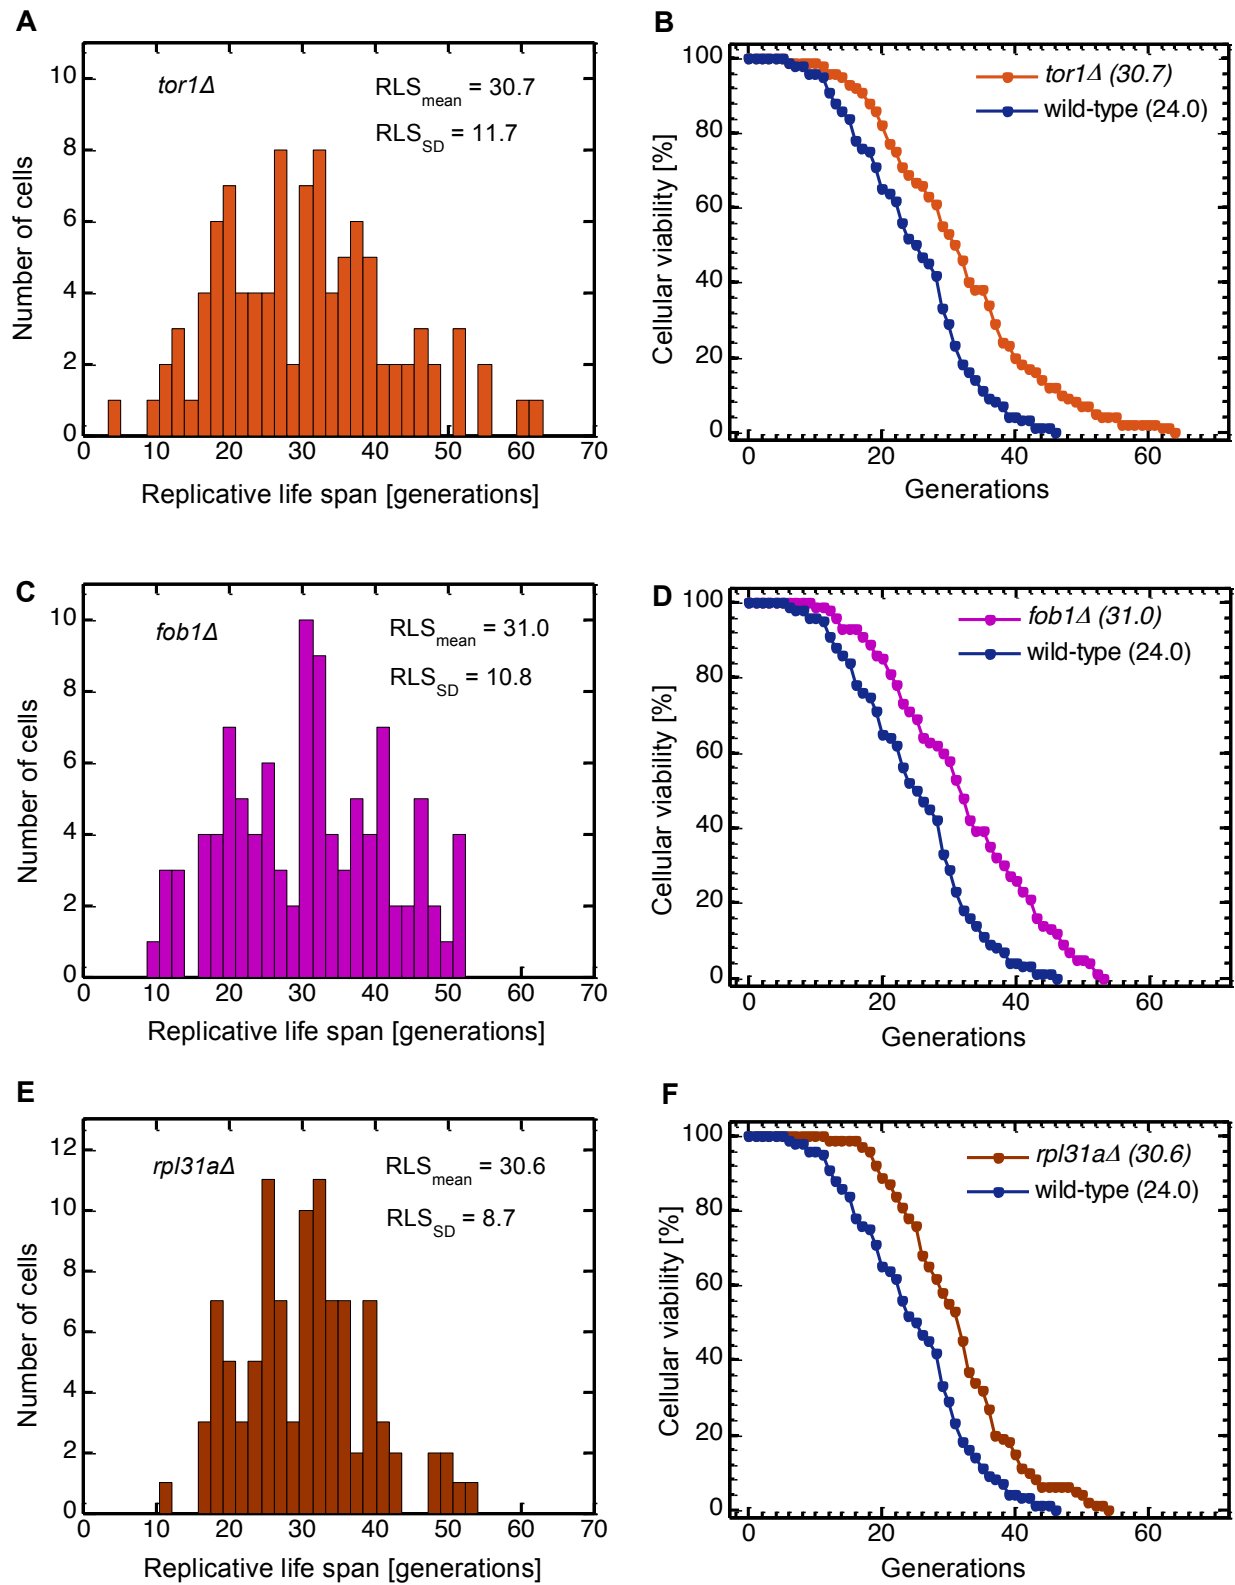 A
tor1Δ
RLSmean = 30.7
RLSSD = 11.7
Number of cells
10
8
6
4
2
0
0 10 20 30 40 50 60 70
Replicative life span [generations]
B
tor1Δ (30.7)
wild-type (24.0)
Cellular viability [%]
100
80
60
40
20
0
0 20 40 60
Generations
C
fob1Δ
RLSmean = 31.0
RLSSD = 10.8
Number of cells
10
8
6
4
2
0
0 10 20 30 40 50 60 70
Replicative life span [generations]
D
fob1Δ (31.0)
wild-type (24.0)
Cellular viability [%]
100
80
60
40
20
0
0 20 40 60
Generations
E
rpl31aΔ
RLSmean = 30.6
RLSSD = 8.7
Number of cells
12
10
8
6
4
2
0
0 10 20 30 40 50 60 70
Replicative life span [generations]
F
rpl31aΔ (30.6)
wild-type (24.0)
Cellular viability [%]
100
80
60
40
20
0
0 20 40 60
Generations